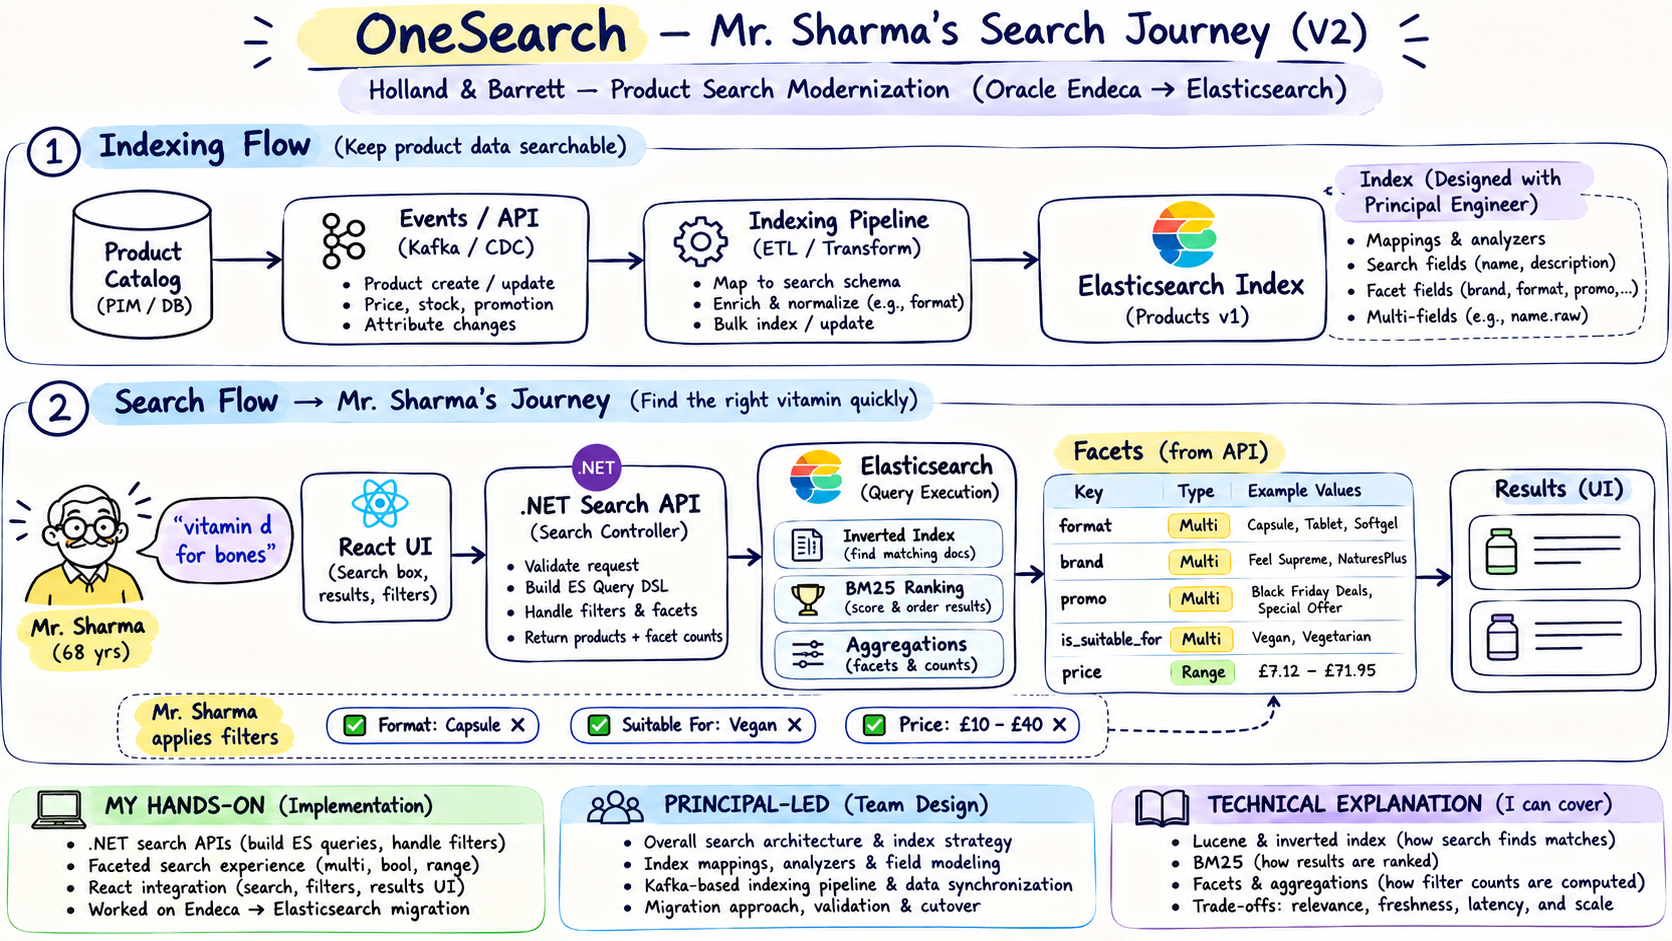 OneSearch — Mr. Sharma's Search Journey (V2)
Holland & Barrett — Product Search Modernization (Oracle Endeca → Elasticsearch)
1 Indexing Flow (Keep product data searchable)
Product
Catalog
(PIM / DB)
Events / API
(Kafka / CDC)
• Product create / update
• Price, stock, promotion
• Attribute changes
Indexing Pipeline
(ETL / Transform)
• Map to search schema
• Enrich & normalize (e.g., format)
• Bulk index / update
Elasticsearch Index
(Products v1)
Index (Designed with
Principal Engineer)
• Mappings & analyzers
• Search fields (name, description)
• Facet fields (brand, format, promo,...)
• Multi-fields (e.g., name.raw)
2 Search Flow → Mr. Sharma's Journey (Find the right vitamin quickly)
Mr. Sharma
(68 yrs)
"vitamin d
for bones"
React UI
(Search box,
results, filters)
.NET
.NET Search API
(Search Controller)
• Validate request
• Build ES Query DSL
• Handle filters & facets
• Return products + facet counts
Elasticsearch
(Query Execution)
Inverted Index
(find matching docs)
BM25 Ranking
(score & order results)
Aggregations
(facets & counts)
Facets (from API)
Key Type Example Values
format Multi Capsule, Tablet, Softgel
brand Multi Feel Supreme, NaturesPlus
promo Multi Black Friday Deals,
Special Offer
is_suitable_for Multi Vegan, Vegetarian
price Range £7.12 – £71.95
Results (UI)
Mr. Sharma
applies filters
✅ Format: Capsule ✕
✅ Suitable For: Vegan ✕
✅ Price: £10 – £40 ✕
MY HANDS-ON (Implementation)
• .NET search APIs (build ES queries, handle filters)
• Faceted search experience (multi, bool, range)
• React integration (search, filters, results UI)
• Worked on Endeca → Elasticsearch migration
PRINCIPAL-LED (Team Design)
• Overall search architecture & index strategy
• Index mappings, analyzers & field modeling
• Kafka-based indexing pipeline & data synchronization
• Migration approach, validation & cutover
TECHNICAL EXPLANATION (I can cover)
• Lucene & inverted index (how search finds matches)
• BM25 (how results are ranked)
• Facets & aggregations (how filter counts are computed)
• Trade-offs: relevance, freshness, latency, and scale